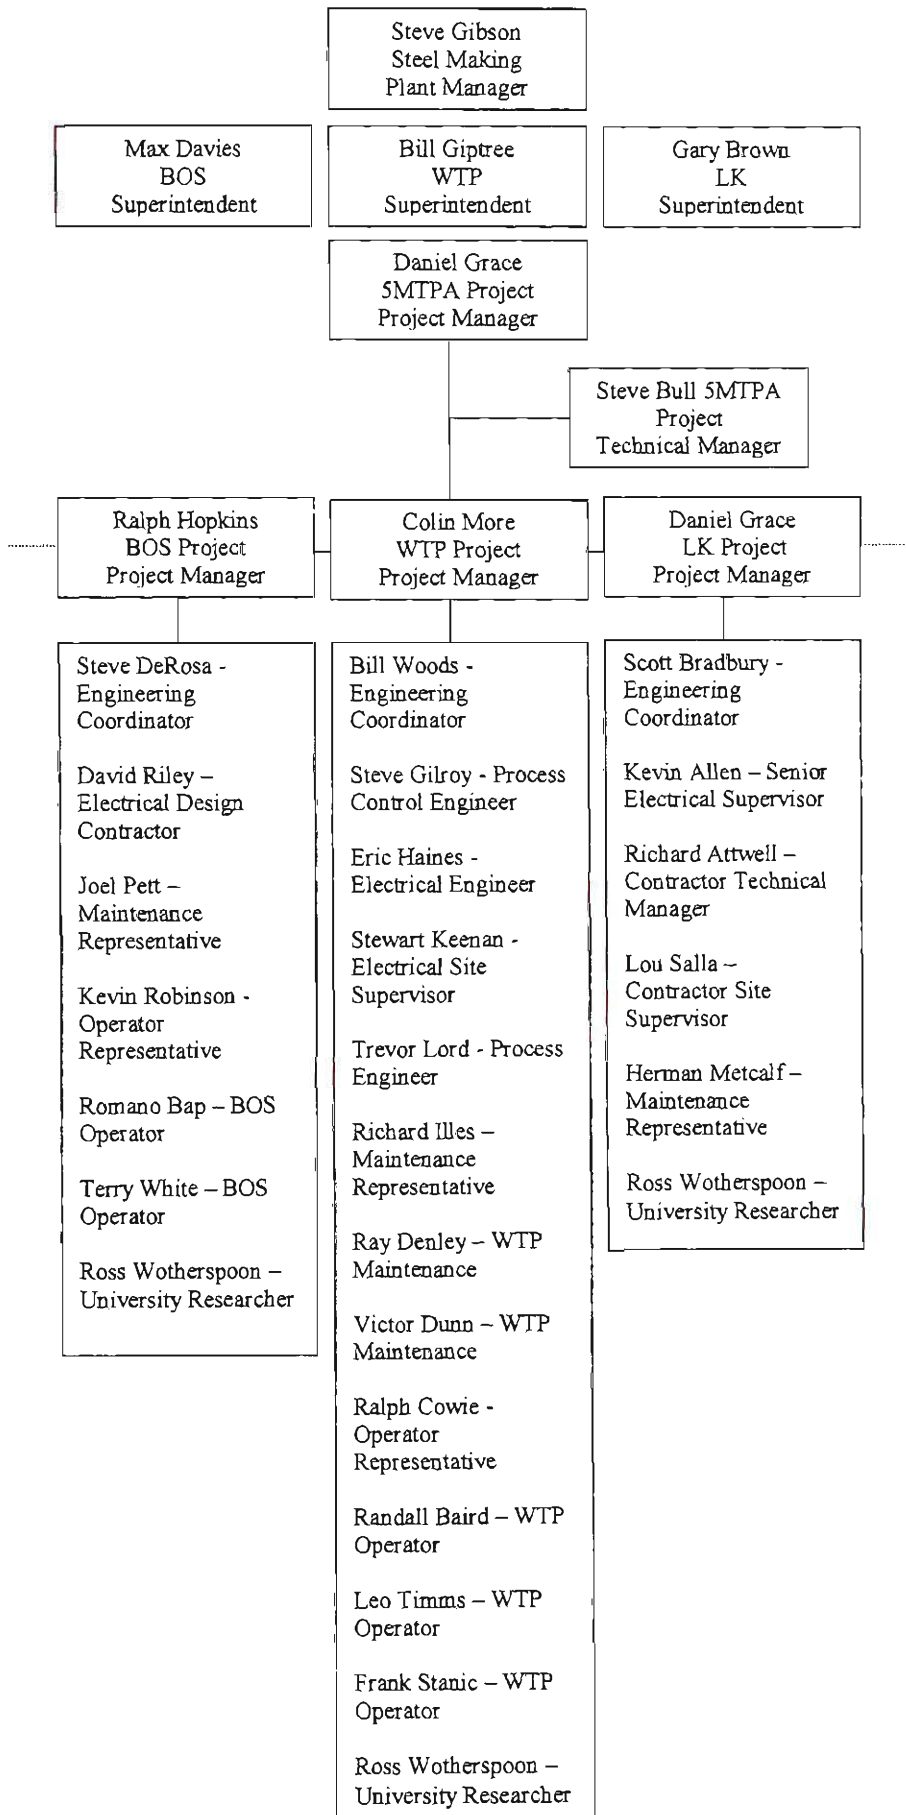 Steve Gibson
Steel Making
Plant Manager
Max Davies
BOS
Superintendent
Bill Giptree
WTP
Superintendent
Gary Brown
LK
Superintendent
Daniel Grace
5MTPA Project
Project Manager
Steve Bull 5MTPA
Project
Technical Manager
Ralph Hopkins
BOS Project
Project Manager
Colin More
WTP Project
Project Manager
Daniel Grace
LK Project
Project Manager
Steve DeRosa -
Engineering
Coordinator
David Riley –
Electrical Design
Contractor
Joel Pett –
Maintenance
Representative
Kevin Robinson -
Operator
Representative
Romano Bap – BOS
Operator
Terry White – BOS
Operator
Ross Wotherspoon –
University Researcher
Bill Woods -
Engineering
Coordinator
Steve Gilroy - Process
Control Engineer
Eric Haines -
Electrical Engineer
Stewart Keenan -
Electrical Site
Supervisor
Trevor Lord - Process
Engineer
Richard Illes –
Maintenance
Representative
Ray Denley – WTP
Maintenance
Victor Dunn – WTP
Maintenance
Ralph Cowie -
Operator
Representative
Randall Baird – WTP
Operator
Leo Timms – WTP
Operator
Frank Stanic – WTP
Operator
Ross Wotherspoon –
University Researcher
Scott Bradbury -
Engineering
Coordinator
Kevin Allen – Senior
Electrical Supervisor
Richard Attwell –
Contractor Technical
Manager
Lou Salla –
Contractor Site
Supervisor
Herman Metcalf –
Maintenance
Representative
Ross Wotherspoon –
University Researcher